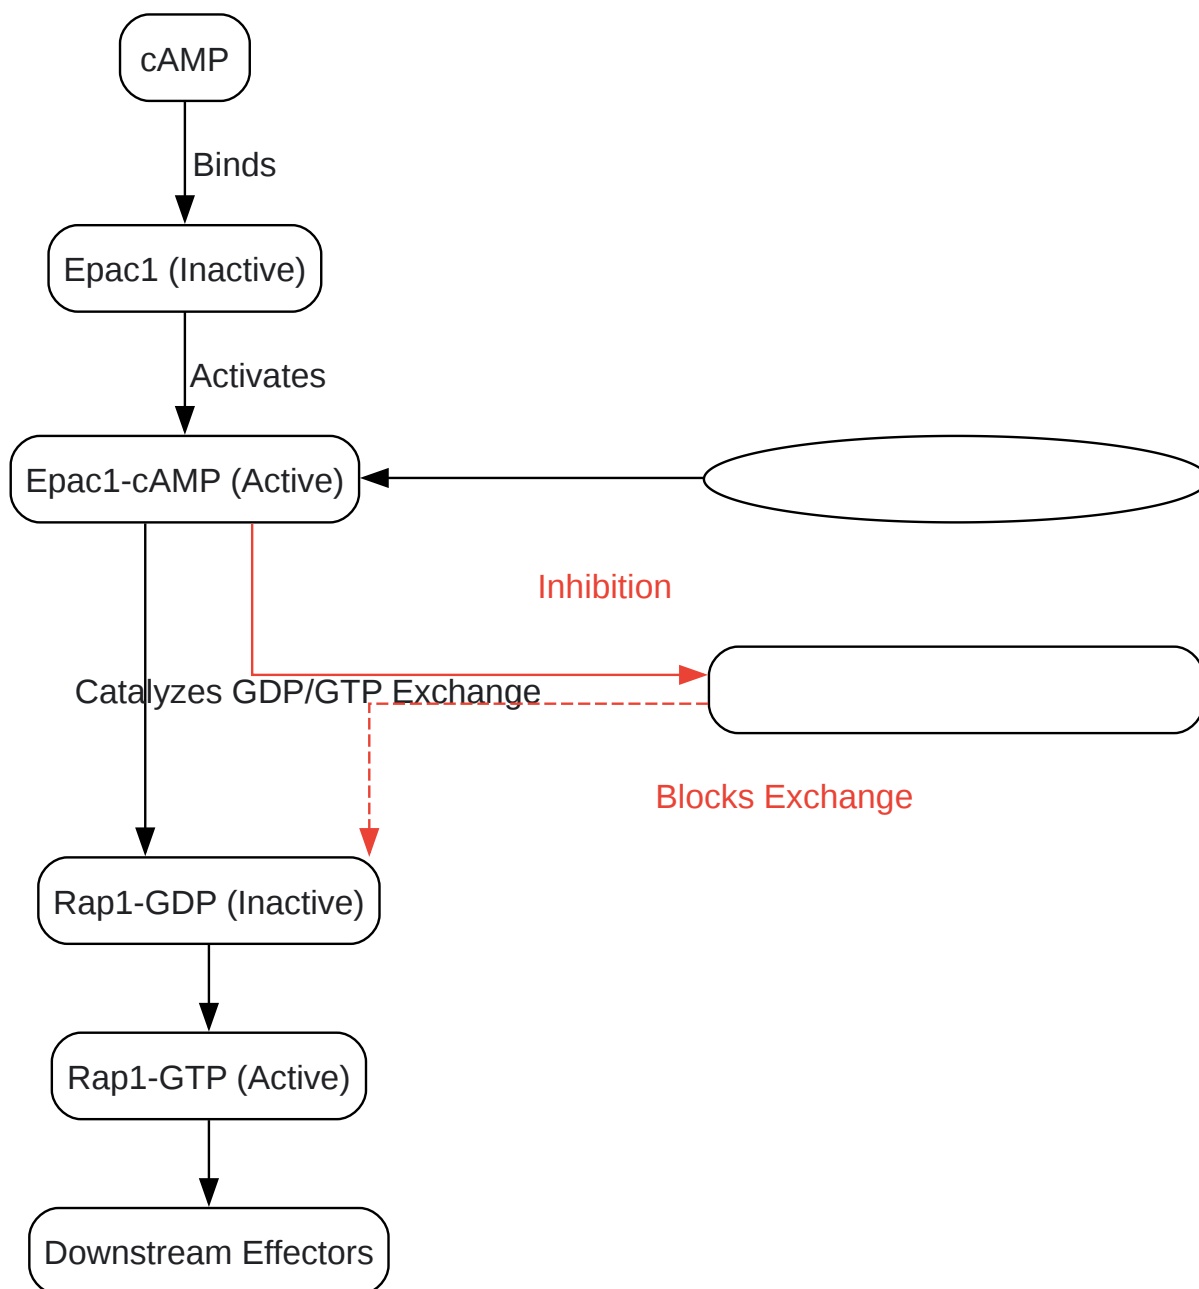 cAMP
Binds
Epac1 (Inactive)
Activates
Epac1-cAMP (Active)
Inhibition
Catalyzes GDP/GTP Exchange
Blocks Exchange
Rap1-GDP (Inactive)
Rap1-GTP (Active)
Downstream Effectors